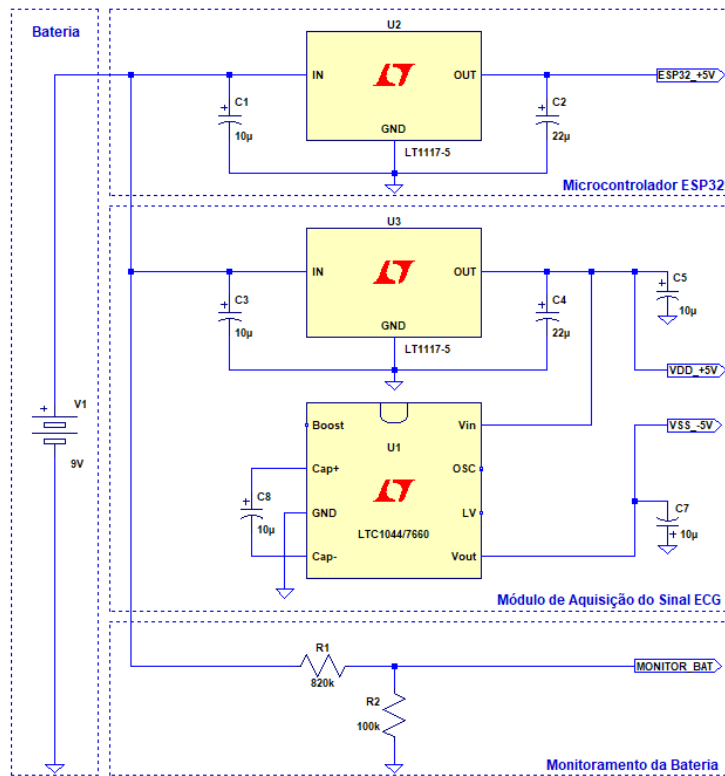 Bateria
U2
IN
OUT
GND
LT1117-5
C1
10µ
C2
22µ
ESP32_+5V
Microcontrolador ESP32
U3
IN
OUT
GND
LT1117-5
C3
10µ
C4
22µ
C5
10µ
VDD_+5V
VSS_-5V
V1
9V
Boost
Vin
U1
Cap+
OSC
GND
LV
LTC1044/7660
Cap-
Vout
C8
10µ
C7
10µ
Módulo de Aquisição do Sinal ECG
R1
820k
MONITOR_BAT
R2
100k
Monitoramento da Bateria